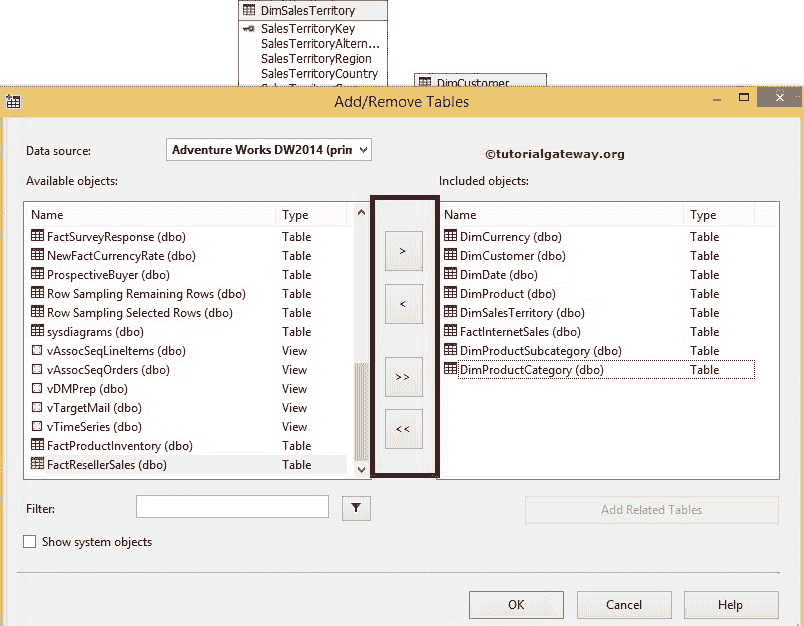 DimSalesTerritory
SalesTerritoryKey
SalesTerritoryAltern...
SalesTerritoryRegion
SalesTerritoryCountry
DimCustomer
Add/Remove Tables
Data source:
Adventure Works DW2014 (prin
©tutorialgateway.org
Available objects:
Included objects:
Name Type
FactSurveyResponse (dbo) Table
NewFactCurrencyRate (dbo) Table
ProspectiveBuyer (dbo) Table
Row Sampling Remaining Rows (dbo) Table
Row Sampling Selected Rows (dbo) Table
sysdiagrams (dbo) Table
vAssocSeqLineItems (dbo) View
vAssocSeqOrders (dbo) View
vDMPrep (dbo) View
vTargetMail (dbo) View
vTimeSeries (dbo) View
FactProductInventory (dbo) Table
FactResellerSales (dbo) Table
>
<
>>
<<
Name Type
DimCurrency (dbo) Table
DimCustomer (dbo) Table
DimDate (dbo) Table
DimProduct (dbo) Table
DimSalesTerritory (dbo) Table
FactInternetSales (dbo) Table
DimProductSubcategory (dbo) Table
DimProductCategory (dbo) Table
Filter:
Add Related Tables
Show system objects
OK
Cancel
Help